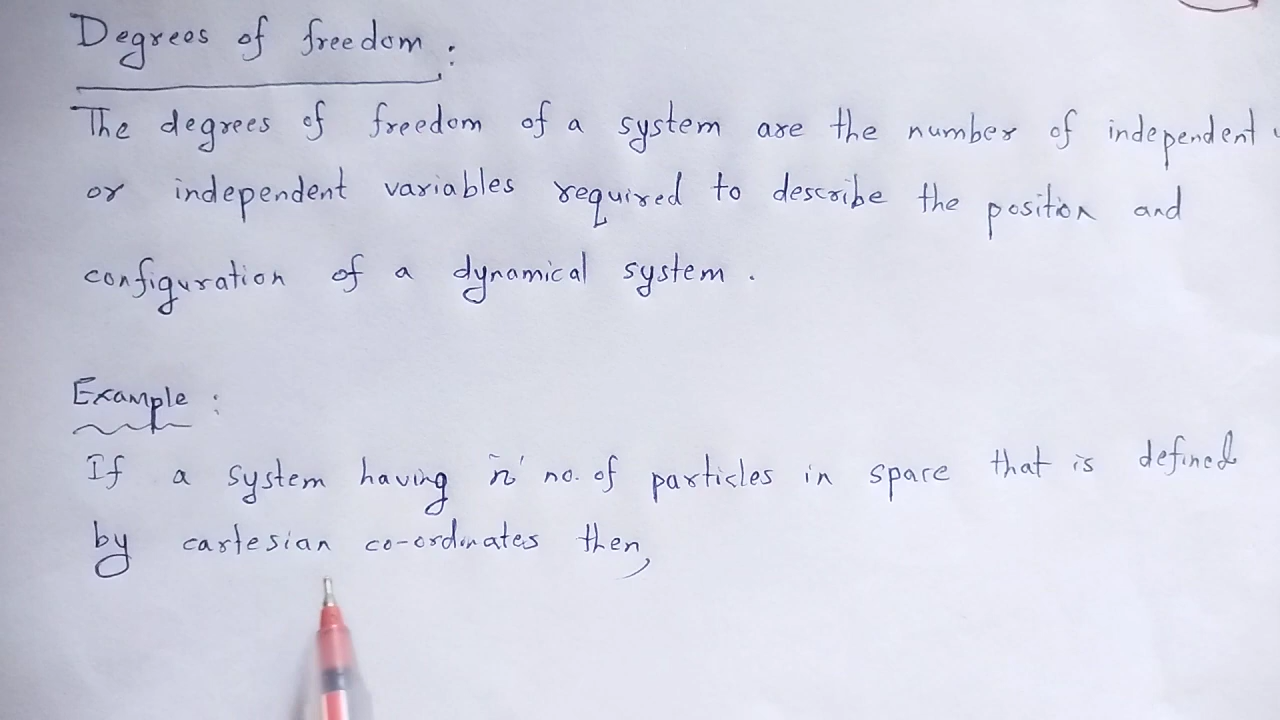 Degrees of freedom :
The degrees of freedom of a system are the number of independent
or independent variables required to describe the position and
configuration of a dynamical system .
Example :
If a system having 'n' no. of particles in space that is defined
by cartesian co-ordinates then,